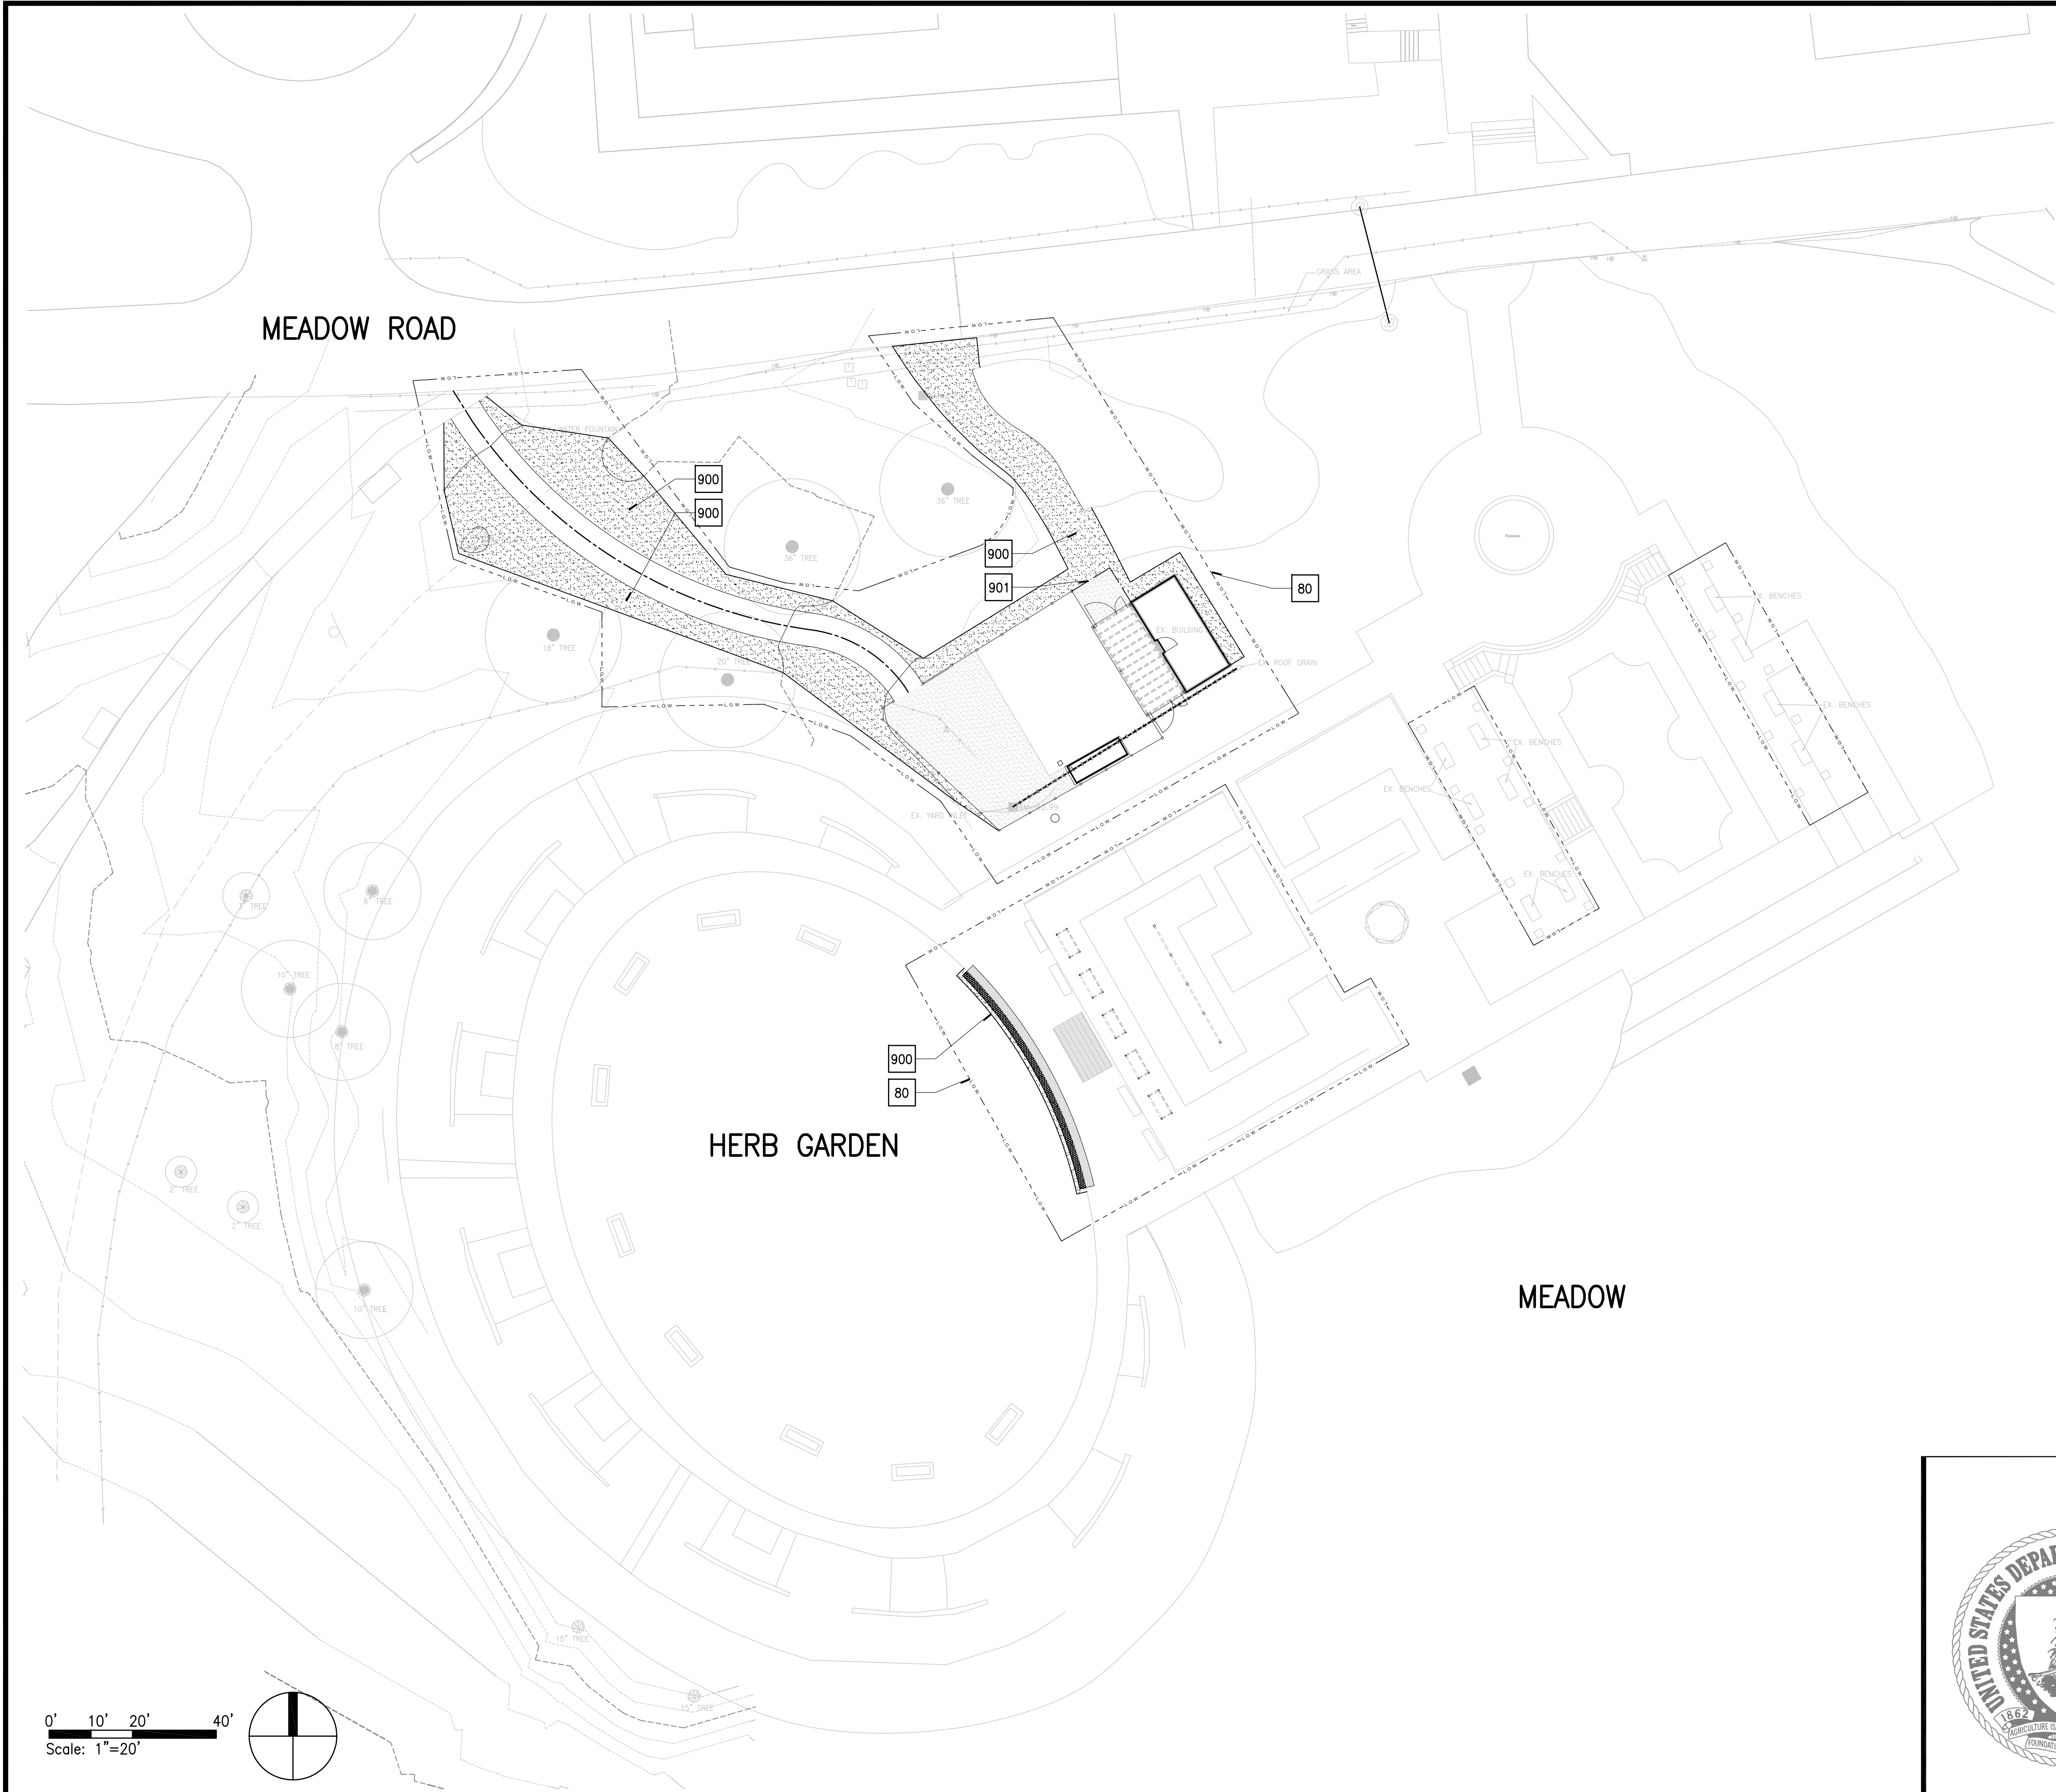 GRASS AREA
MEADOW ROAD
WATER FOUNTAIN
Fountain
900
900
36" TREE
36" TREE
900
901
80
EX. BENCHES
EX. BUILDING
18" TREE
20" TREE
EX. ROOF DRAIN
EX. BENCHES
EX. BENCHES
EX. BENCHES
EX. YARD INLET
EX. BENCHES
8" TREE
10" TREE
8" TREE
900
80
HERB GARDEN
2" TREE
2" TREE
MEADOW
10" TREE
15" TREE
15" TREE
0' 10' 20' 40'
Scale: 1"=20'
UNITED STATES DEPAR
1862
AGRICULTURE IS
FOUNDATI
LOW